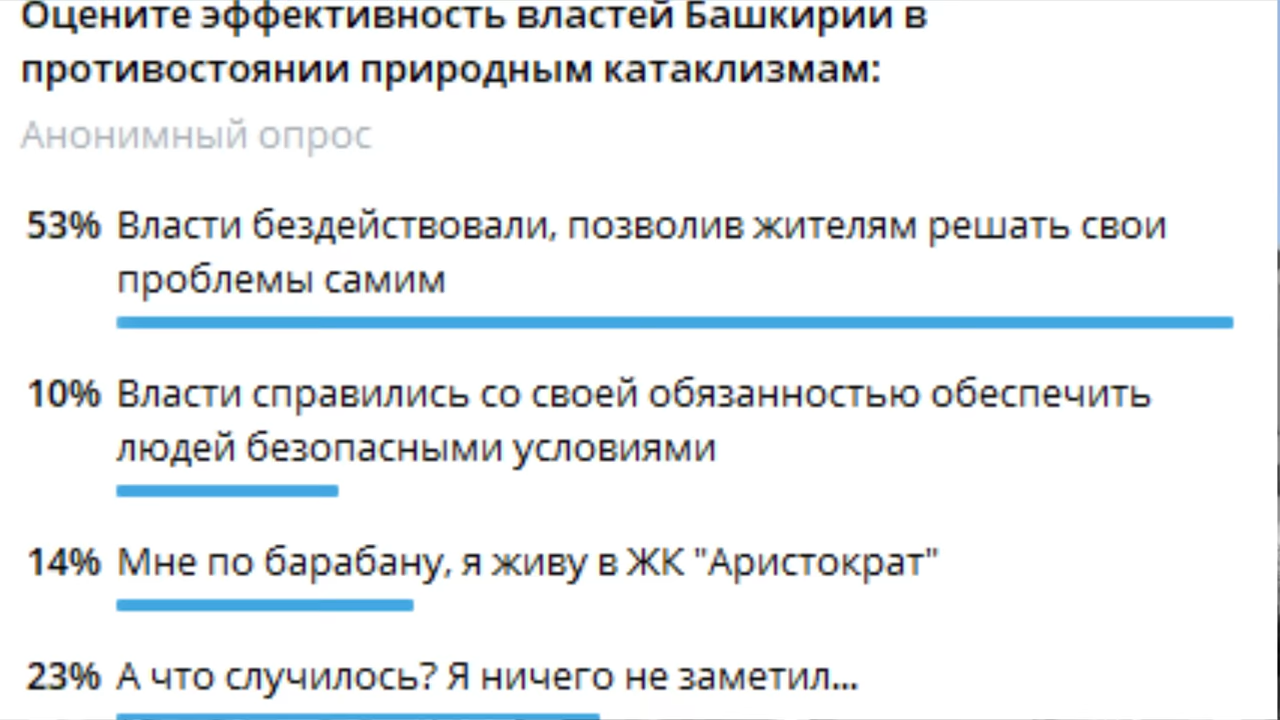 Оцените эффективность властей Башкирии в
противостоянии природным катаклизмам:
Анонимный опрос
53% Власти бездействовали, позволив жителям решать свои
проблемы самим
10% Власти справились со своей обязанностью обеспечить
людей безопасными условиями
14% Мне по барабану, я живу в ЖК "Аристократ"
23% А что случилось? Я ничего не заметил...